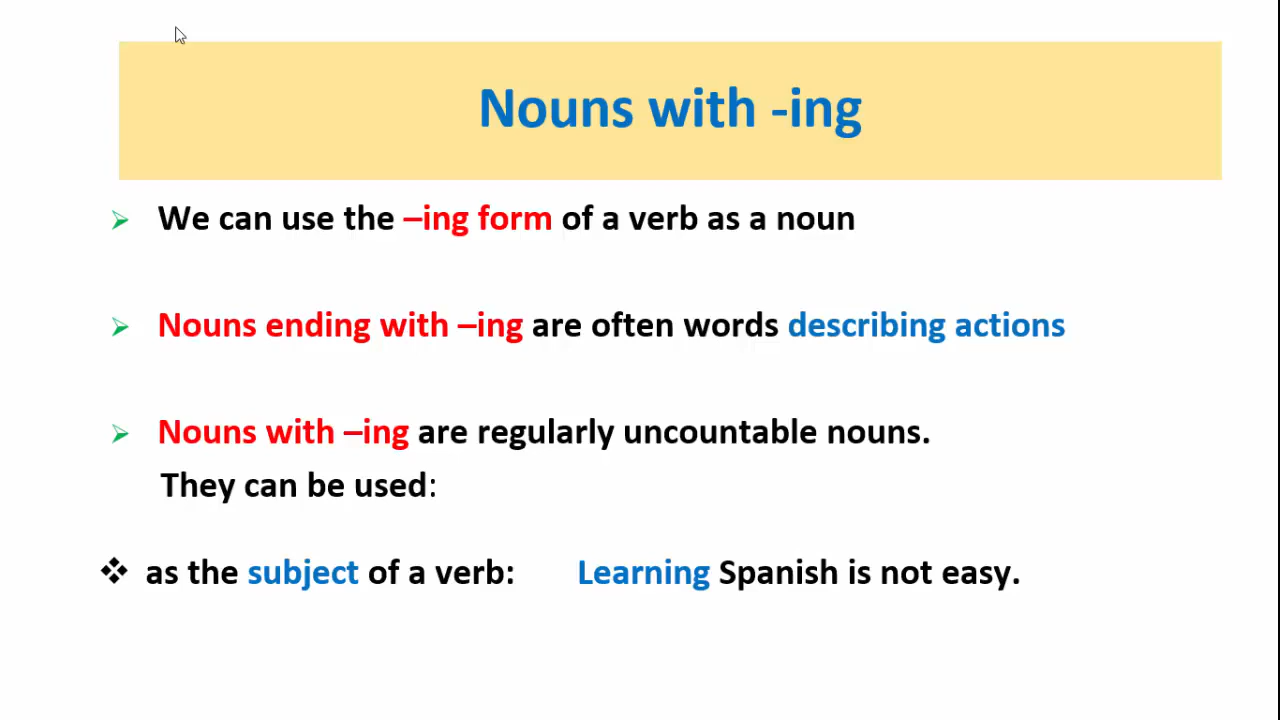 Nouns with -ing
We can use the –ing form of a verb as a noun
Nouns ending with –ing are often words describing actions
Nouns with –ing are regularly uncountable nouns.
They can be used:
as the subject of a verb: Learning Spanish is not easy.